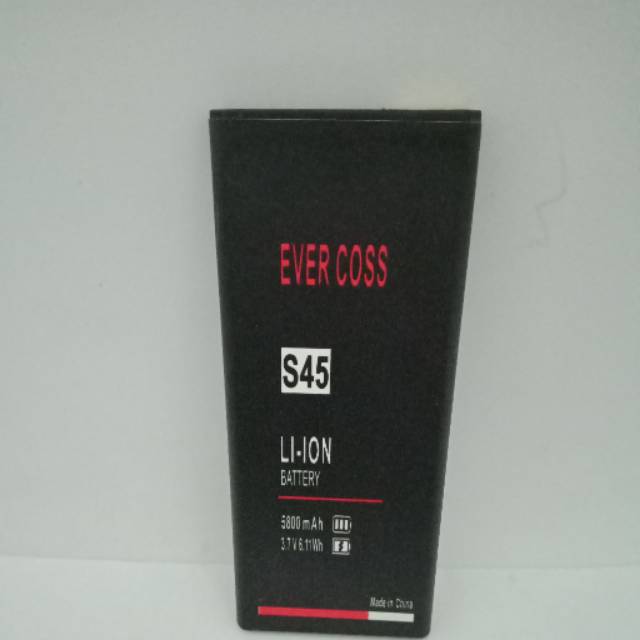 EVER COSS
S45
LI-ION
BATTERY
5800 mAh
3.7 V 6.11Wh
Made in China